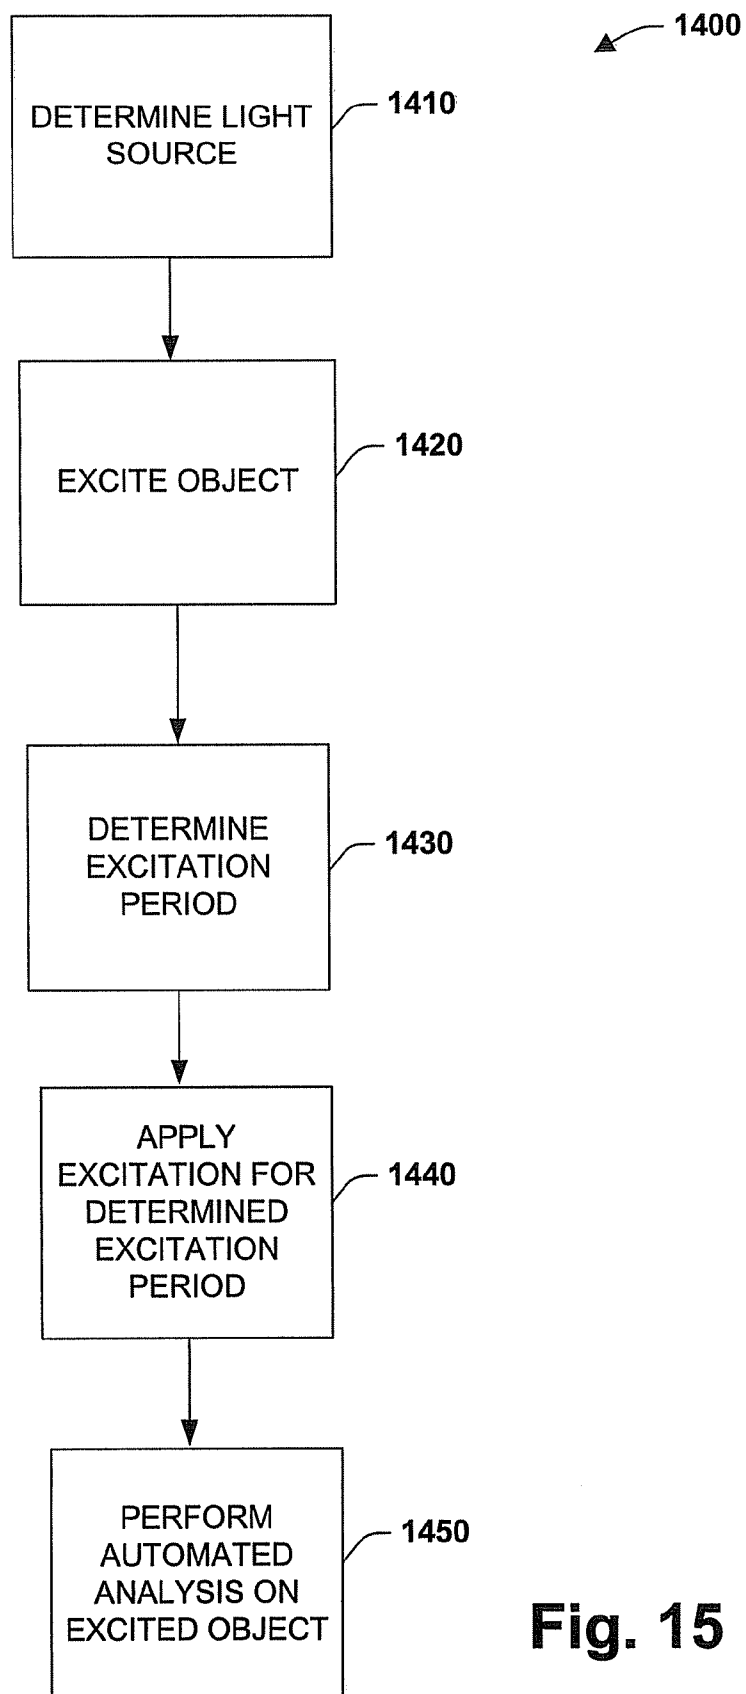 1400
DETERMINE LIGHT
SOURCE
1410
EXCITE OBJECT
1420
DETERMINE
EXCITATION
PERIOD
1430
APPLY
EXCITATION FOR
DETERMINED
EXCITATION
PERIOD
1440
PERFORM
AUTOMATED
ANALYSIS ON
EXCITED OBJECT
1450
Fig. 15